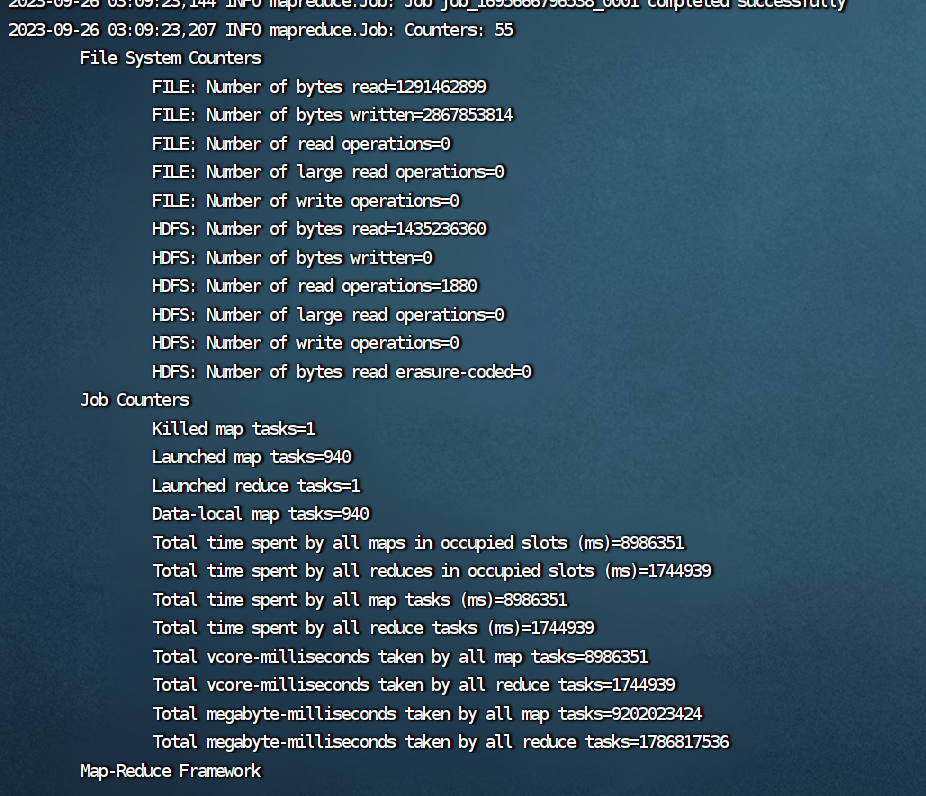 2023-09-26 03:09:23,144 INFO mapreduce.Job: Job job_1695666796538_0001 completed successfully
2023-09-26 03:09:23,207 INFO mapreduce.Job: Counters: 55
File System Counters
FILE: Number of bytes read=1291462899
FILE: Number of bytes written=2867853814
FILE: Number of read operations=0
FILE: Number of large read operations=0
FILE: Number of write operations=0
HDFS: Number of bytes read=1435236360
HDFS: Number of bytes written=0
HDFS: Number of read operations=1880
HDFS: Number of large read operations=0
HDFS: Number of write operations=0
HDFS: Number of bytes read erasure-coded=0
Job Counters
Killed map tasks=1
Launched map tasks=940
Launched reduce tasks=1
Data-local map tasks=940
Total time spent by all maps in occupied slots (ms)=8986351
Total time spent by all reduces in occupied slots (ms)=1744939
Total time spent by all map tasks (ms)=8986351
Total time spent by all reduce tasks (ms)=1744939
Total vcore-milliseconds taken by all map tasks=8986351
Total vcore-milliseconds taken by all reduce tasks=1744939
Total megabyte-milliseconds taken by all map tasks=9202023424
Total megabyte-milliseconds taken by all reduce tasks=1786817536
Map-Reduce Framework